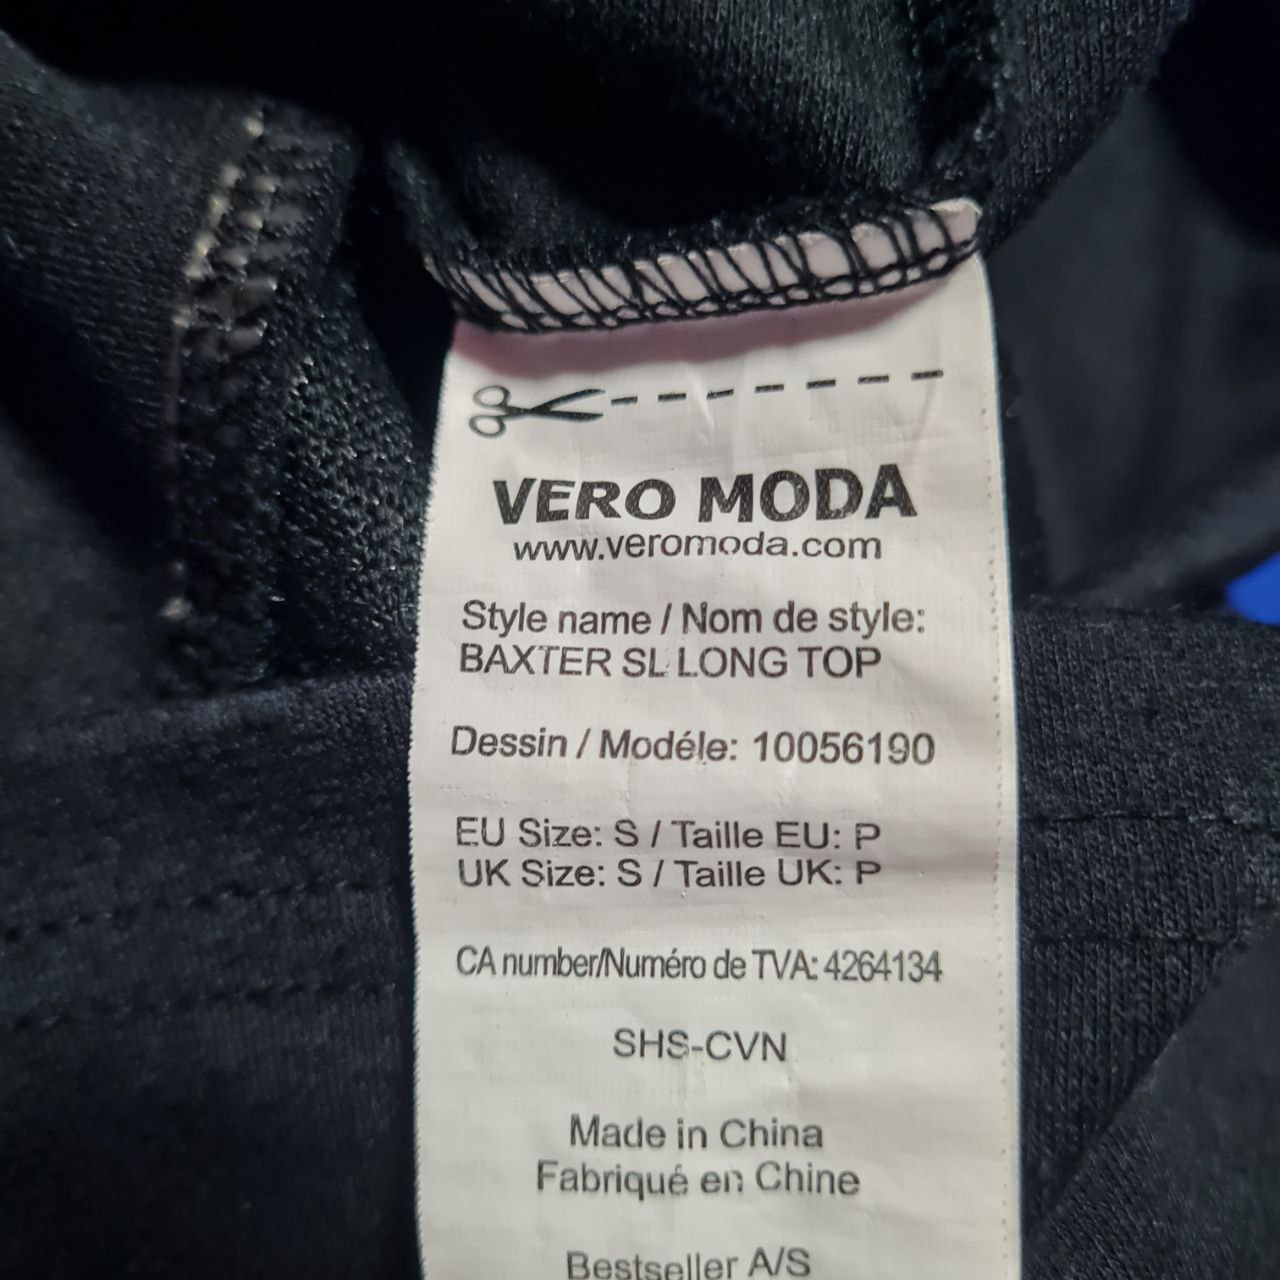 VERO MODA
www.veromoda.com
Style name / Nom de style:
BAXTER SL LONG TOP
Dessin / Modéle: 10056190
EU Size: S / Taille EU: P
UK Size: S / Taille UK: P
CA number/Numéro de TVA: 4264134
SHS-CVN
Made in China
Fabriqué en Chine
Bestseller A/S